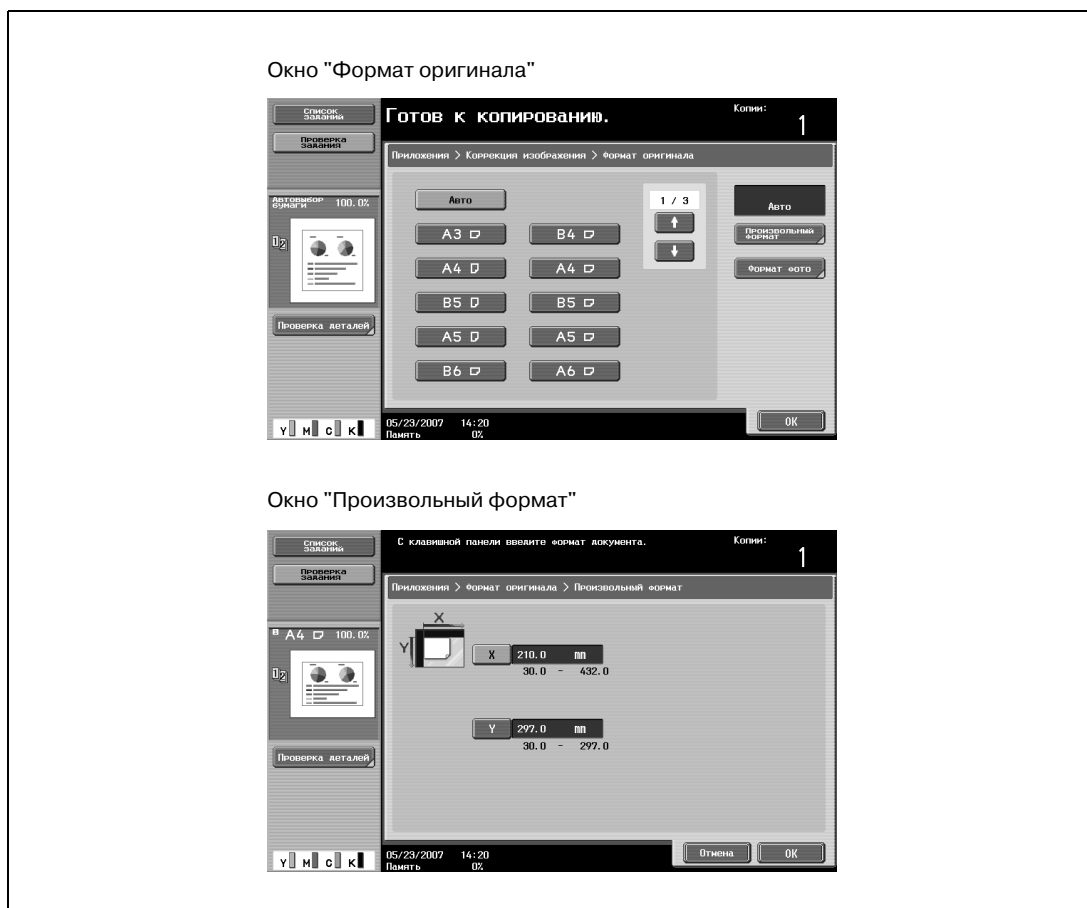 Окно "Формат оригинала"
Список заданий
Готов к копированию.
Копии:
1
Проверка задания
Приложения > Коррекция изображения > Формат оригинала
Автовыбор бумаги 100.0%
Авто
1 / 3
Авто
A3 B4
Произвольный формат
A4 A4
Формат фото
B5 B5
Проверка деталей
A5 A5
B6 A6
05/23/2007 14:20
OK
Память 0%
Y M C K
Окно "Произвольный формат"
Список заданий
С клавишной панели введите формат документа.
Копии:
1
Проверка задания
Приложения > Формат оригинала > Произвольный формат
X
A4 100.0%
Y
X 210.0 mm
30.0 - 432.0
Y 297.0 mm
30.0 - 297.0
Проверка деталей
05/23/2007 14:20
Отмена OK
Память 0%
Y M C K